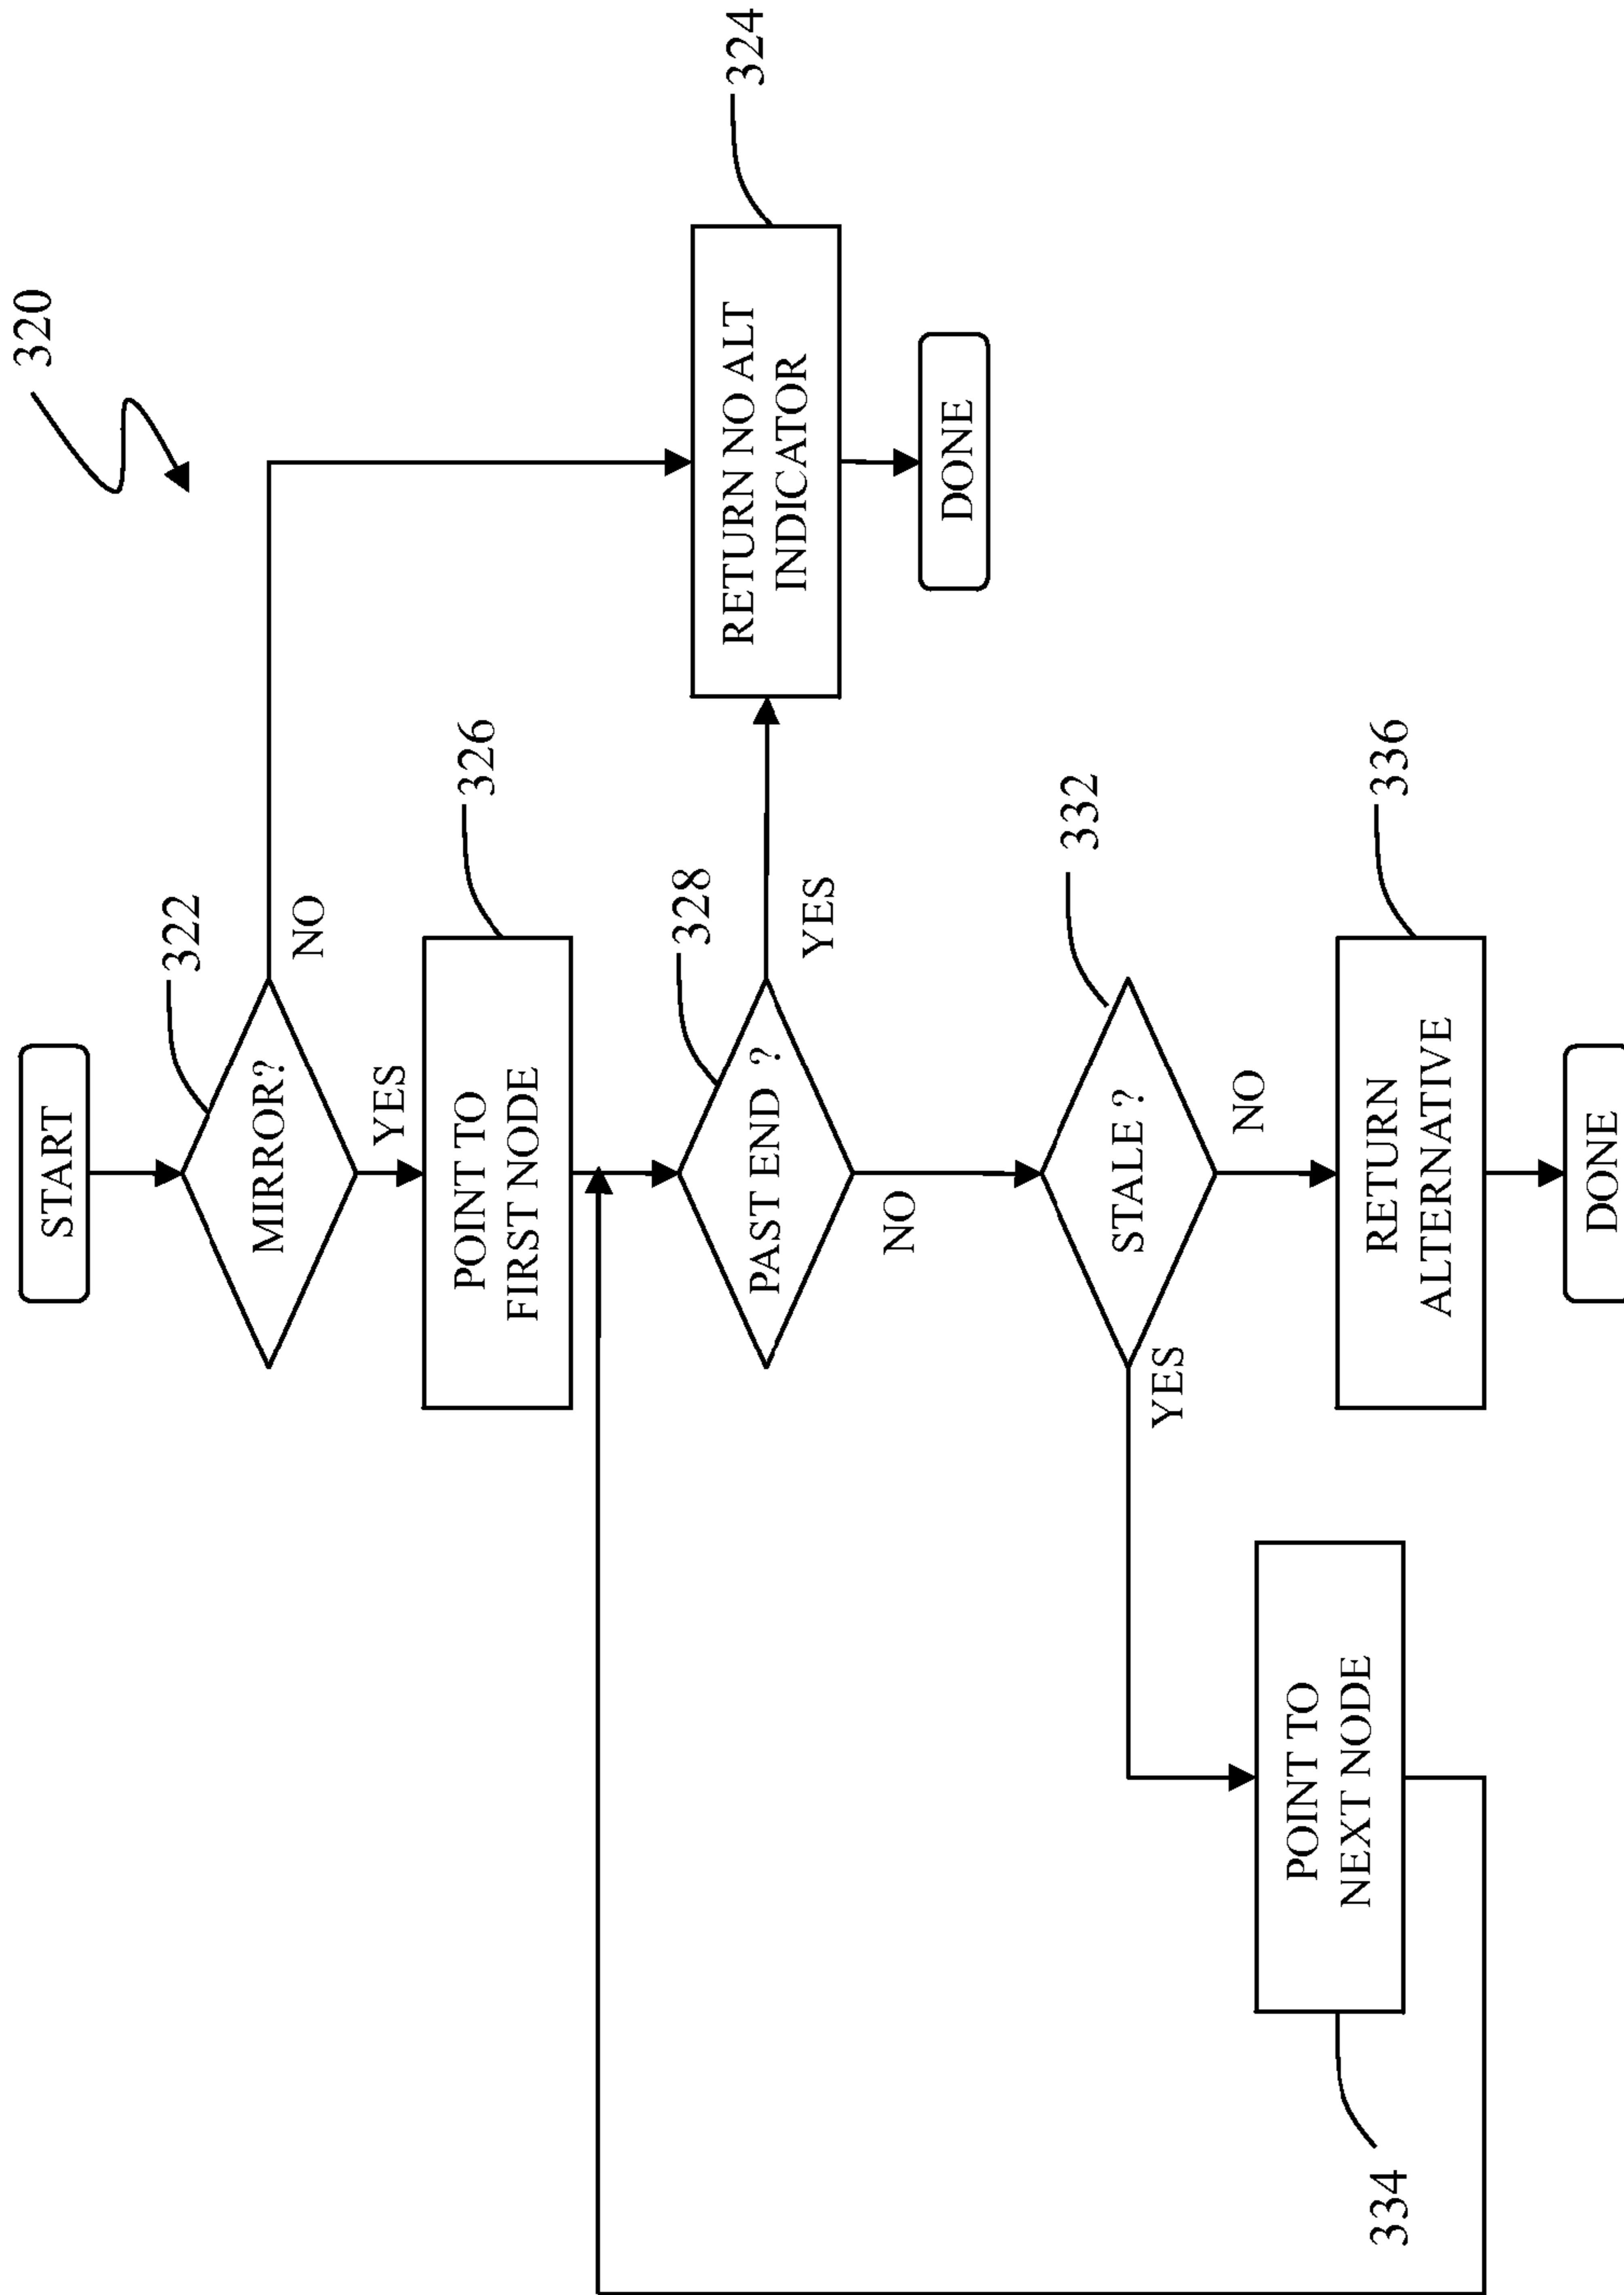 320
START
MIRROR?
322
NO
YES
POINT TO
FIRST NODE
326
PAST END ?
328
YES
RETURN NO ALT
INDICATOR
324
DONE
NO
STALE ?
332
YES
NO
POINT TO
NEXT NODE
334
RETURN
ALTERNATIVE
336
DONE